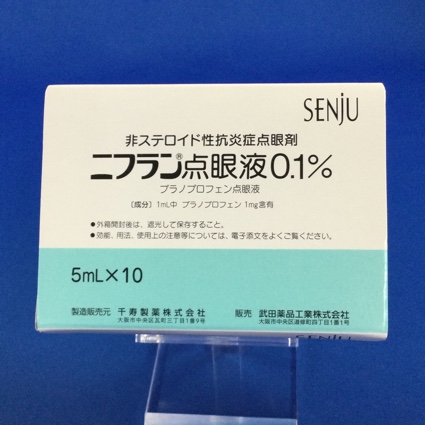 SENJU
非ステロイド性抗炎症点眼剤
ニフラン®点眼液0.1%
プラノプロフェン点眼液
〔成分〕1mL中 プラノプロフェン 1mg含有
●外箱開封後は、遮光して保存すること。
●効能、用法、使用上の注意等については、電子添文をよくご覧ください。
5mL×10
製造販売元 千寿製薬株式会社
大阪市中央区瓦町三丁目1番9号
販売 武田薬品工業株式会社
大阪市中央区道修町四丁目1番1号
SENJU